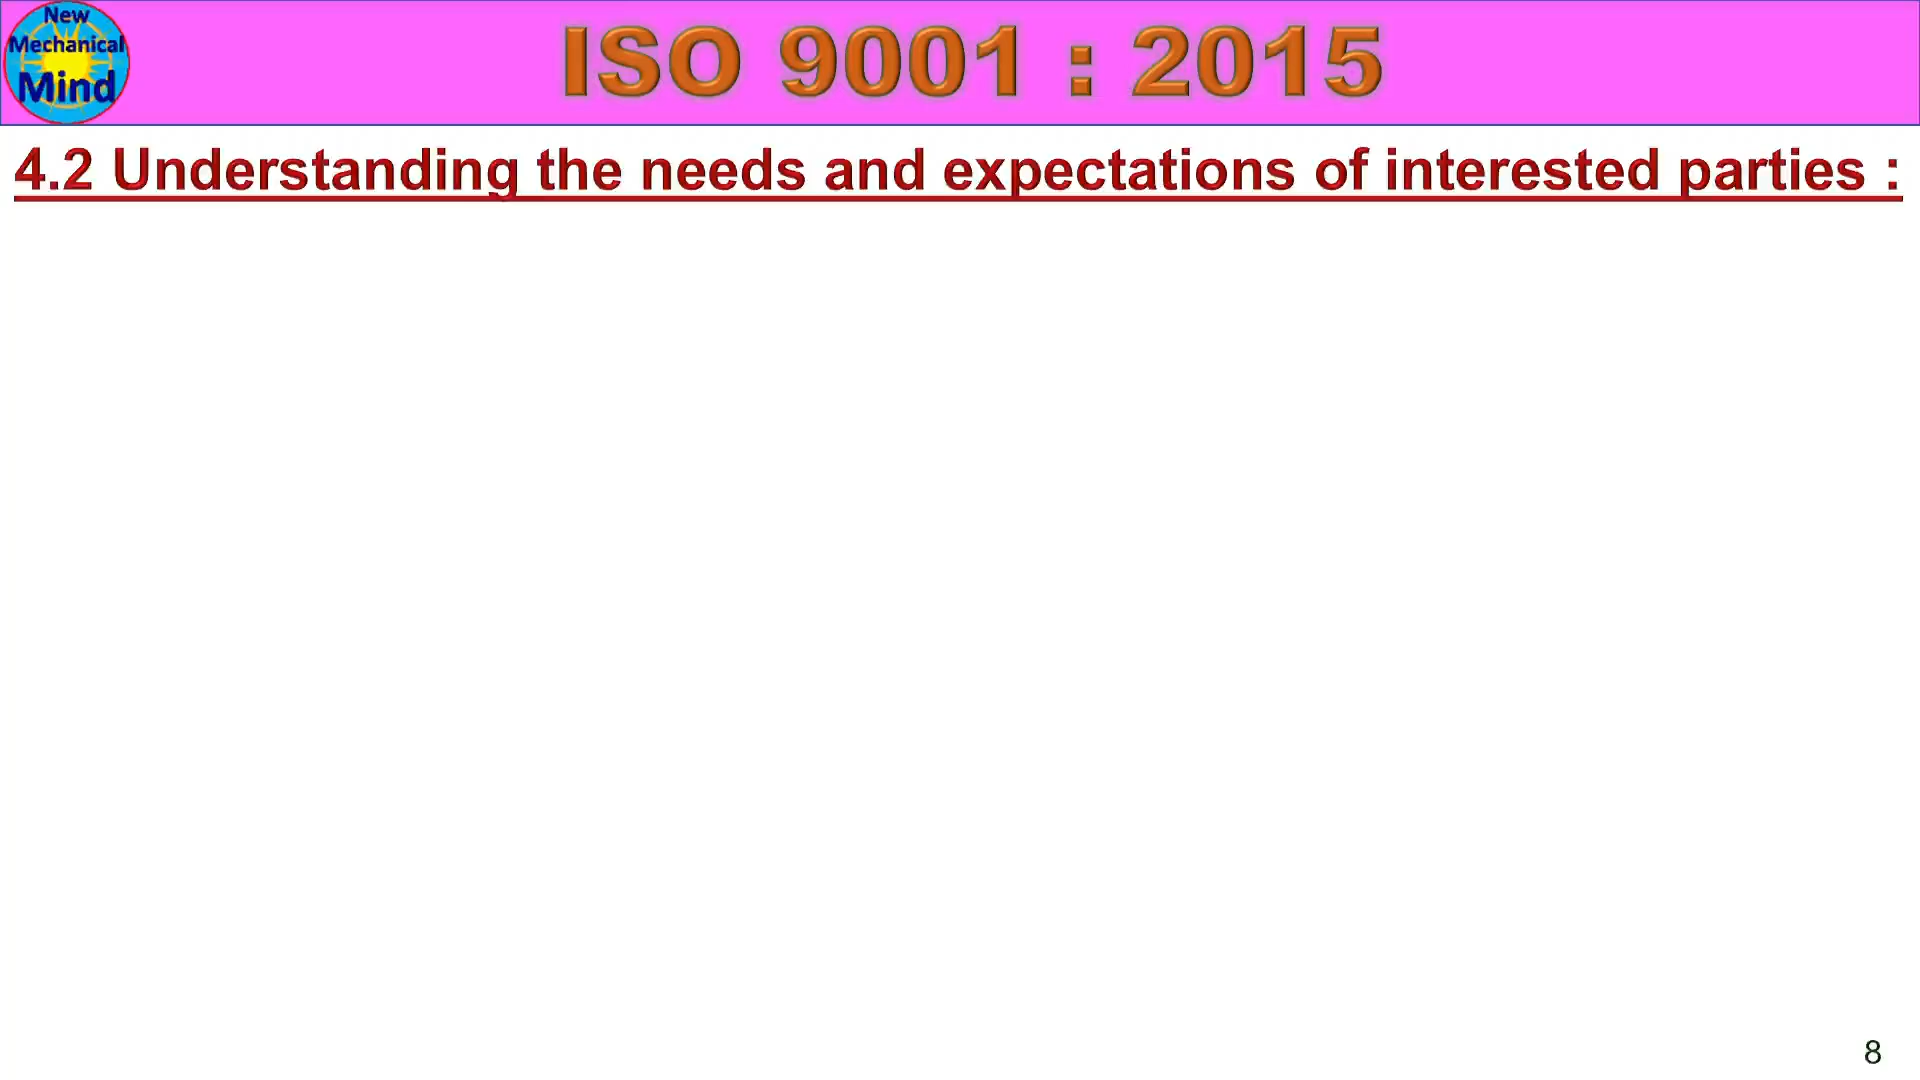 New
Mechanical
Mind
ISO 9001 : 2015
4.2 Understanding the needs and expectations of interested parties :
8